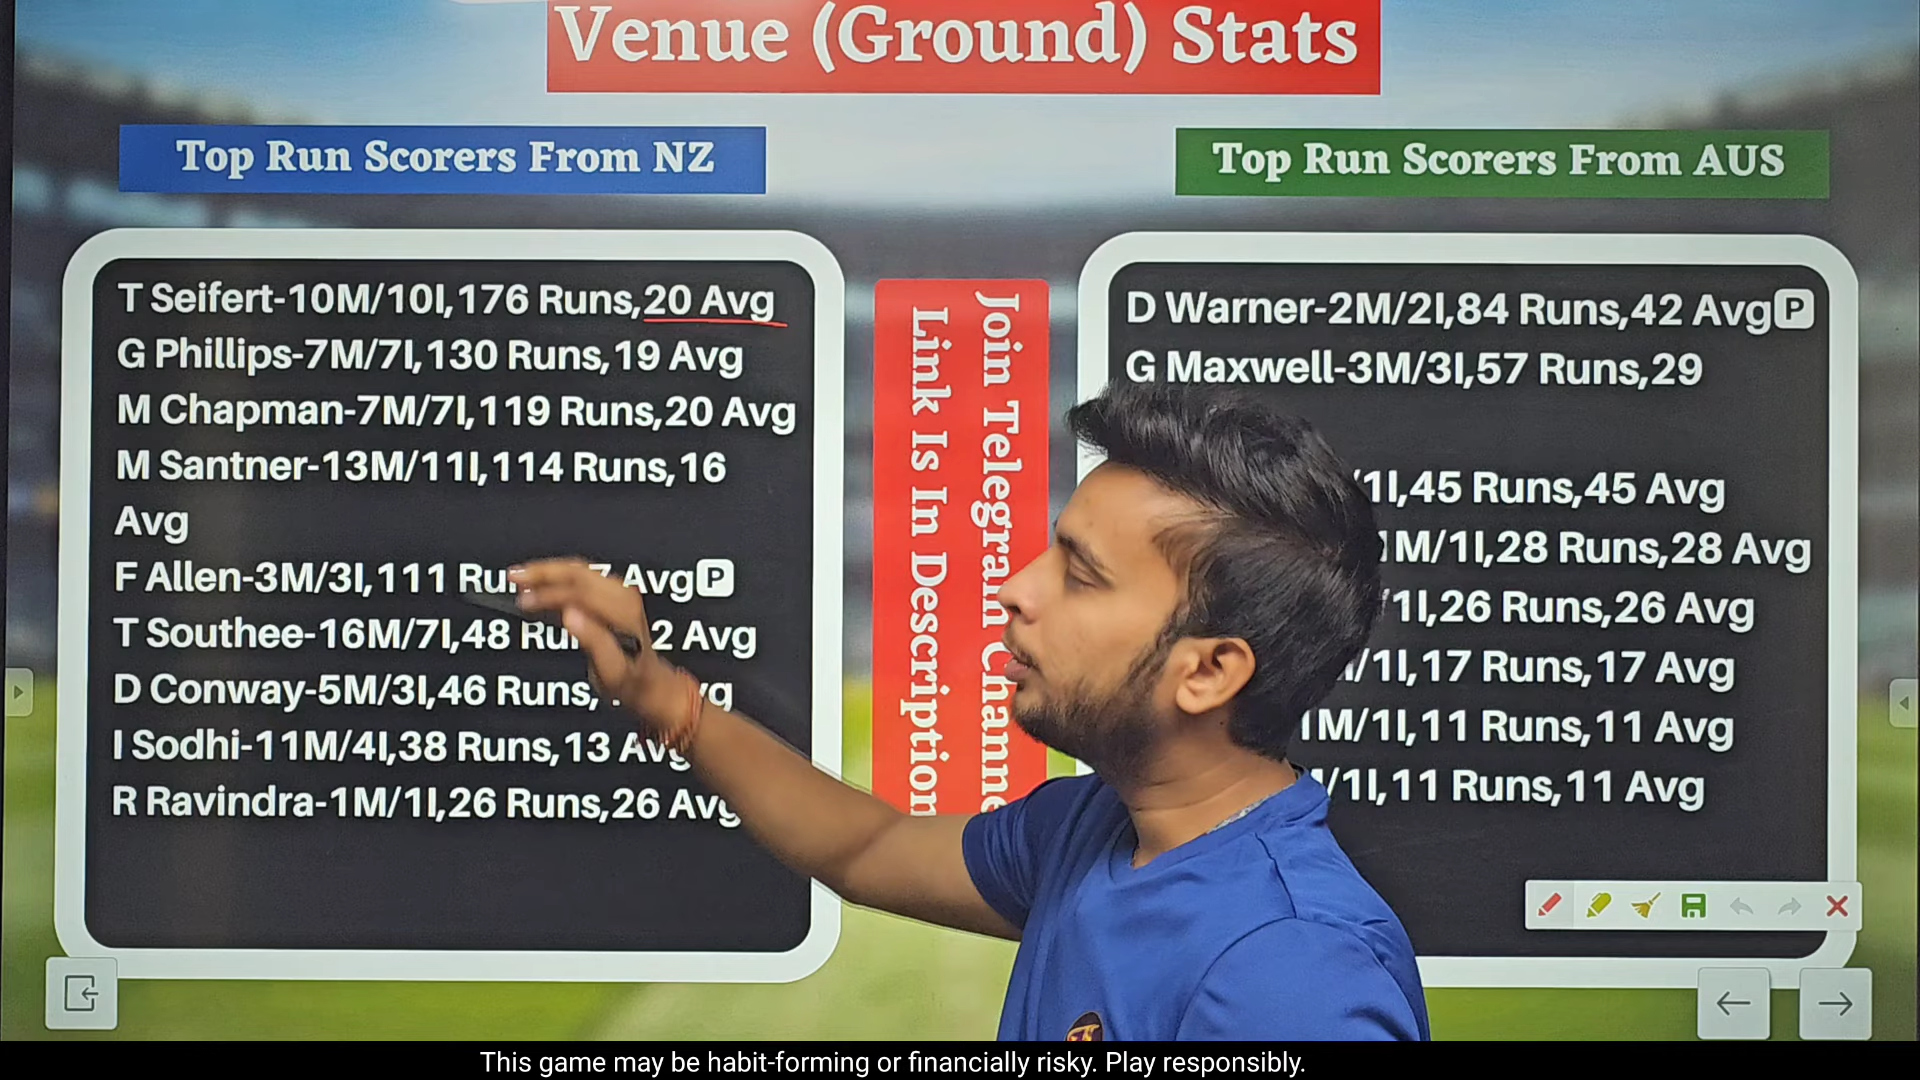 Venue (Ground) Stats
Top Run Scorers From NZ
T Seifert-10M/10I,176 Runs,20 Avg
G Phillips-7M/7I,130 Runs,19 Avg
M Chapman-7M/7I,119 Runs,20 Avg
M Santner-13M/11I,114 Runs,16
Avg
F Allen-3M/3I,111 Avg P
T Southee-16M/7I,48 Avg
D Conway-5M/3I,46 Runs,
I Sodhi-11M/4I,38 Runs,13 Avg
R Ravindra-1M/1I,26 Runs,26 Avg
Join Telegram Channe
Link Is In Description
Top Run Scorers From AUS
D Warner-2M/2I,84 Runs,42 Avg P
G Maxwell-3M/3I,57 Runs,29
/1I,45 Runs,45 Avg
1M/1I,28 Runs,28 Avg
/1I,26 Runs,26 Avg
/1I,17 Runs,17 Avg
1M/1I,11 Runs,11 Avg
/1I,11 Runs,11 Avg
This game may be habit-forming or financially risky. Play responsibly.